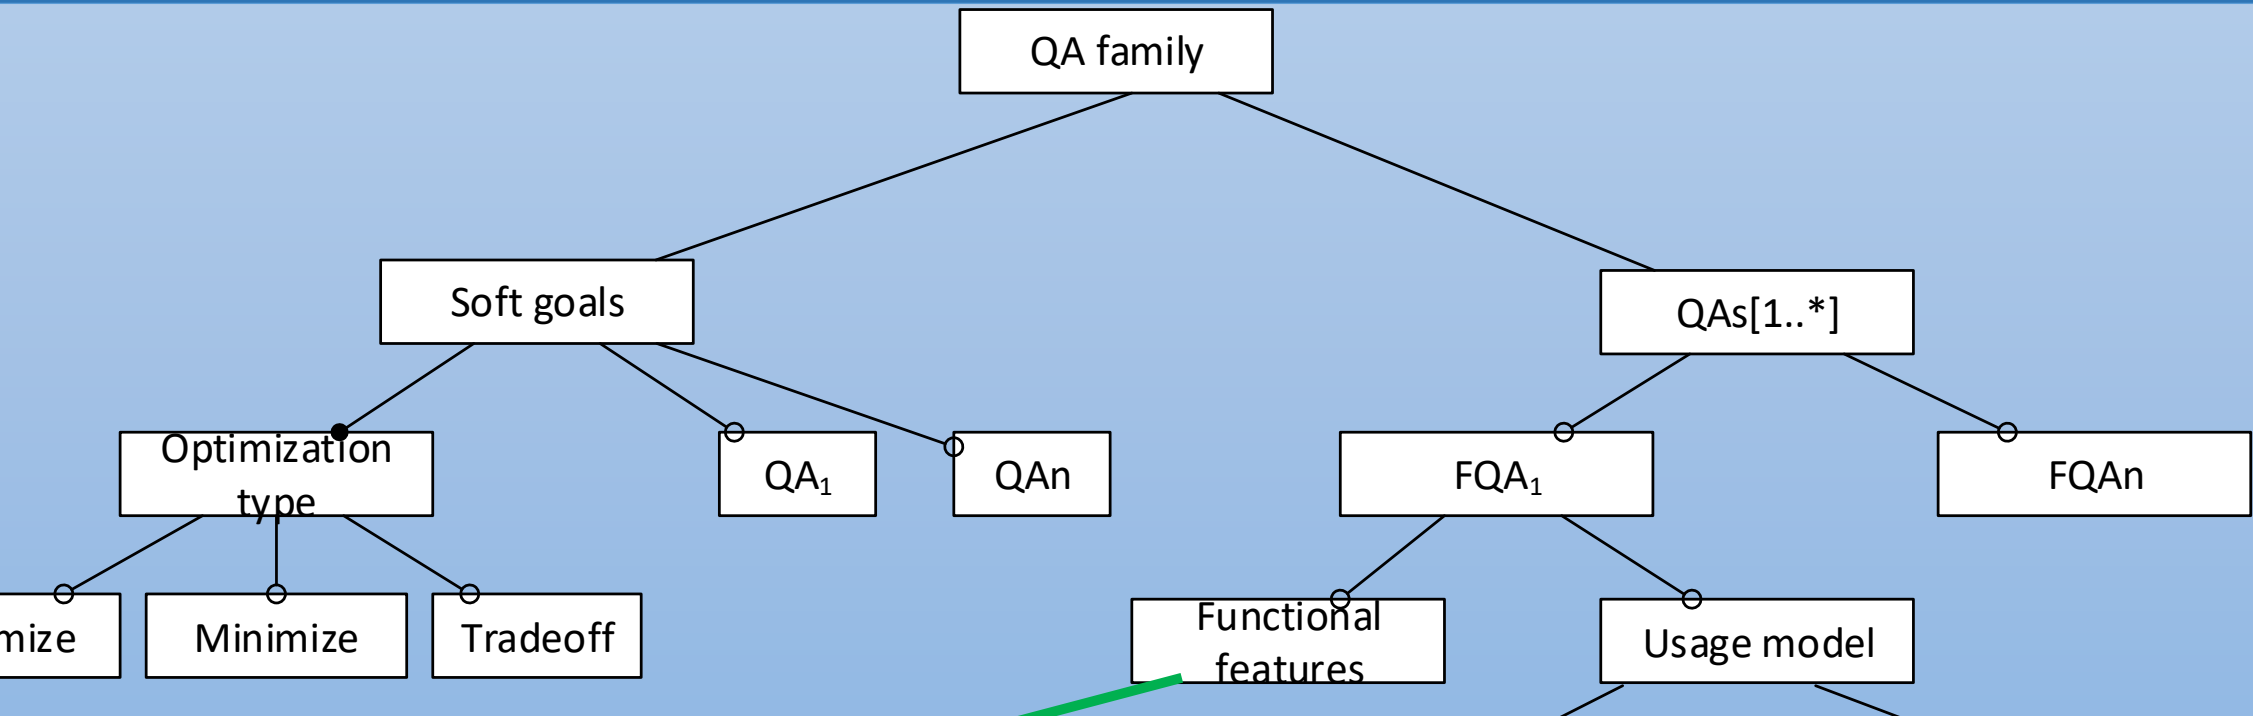 QA family
Soft goals
QAs[1..*]
Optimization
type
QA₁
QAn
FQA₁
FQAn
mize
Minimize
Tradeoff
Functional
features
Usage model